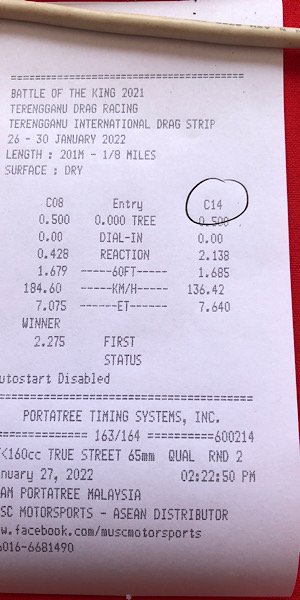 ================================
BATTLE OF THE KING 2021
TERENGGANU DRAG RACING
TERENGGANU INTERNATIONAL DRAG STRIP
26 - 30 JANUARY 2022
LENGTH : 201M - 1/8 MILES
SURFACE : DRY
C08 Entry C14
0.500 0.000 TREE 0.500
0.00 DIAL-IN 0.00
0.428 REACTION 2.138
1.679 ------60FT----- 1.685
184.60 ------KM/H----- 136.42
7.075 -------ET------ 7.640
WINNER
2.275 FIRST
STATUS
utostart Disabled
===================================
PORTATREE TIMING SYSTEMS, INC.
============ 163/164 ===========600214
<160cc TRUE STREET 65mm QUAL RND 2
nuary 27, 2022 02:22:50 PM
AM PORTATREE MALAYSIA
SC MOTORSPORTS - ASEAN DISTRIBUTOR
w.facebook.com/muscmotorsports
6016-6681490